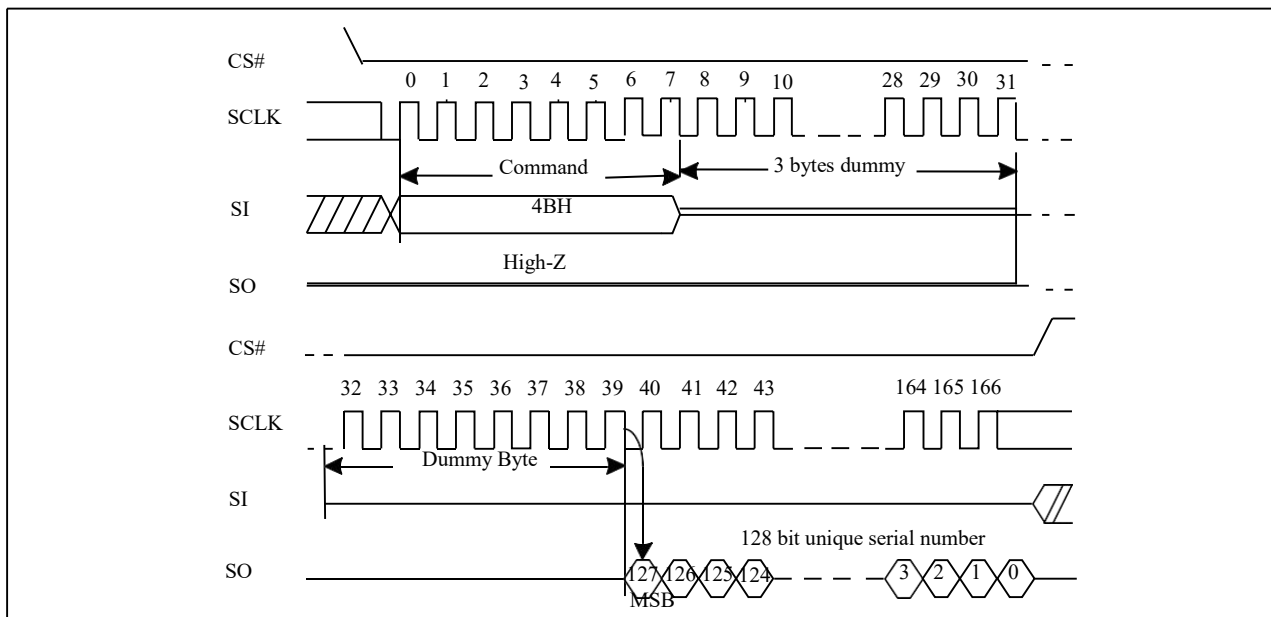 CS#
0 1 2 3 4 5 6 7 8 9 10 28 29 30 31
SCLK
Command 3 bytes dummy
SI
4BH
High-Z
SO
CS#
32 33 34 35 36 37 38 39 40 41 42 43 164 165 166
SCLK
Dummy Byte
SI
128 bit unique serial number
SO
127 126 125 124 3 2 1 0
MSB